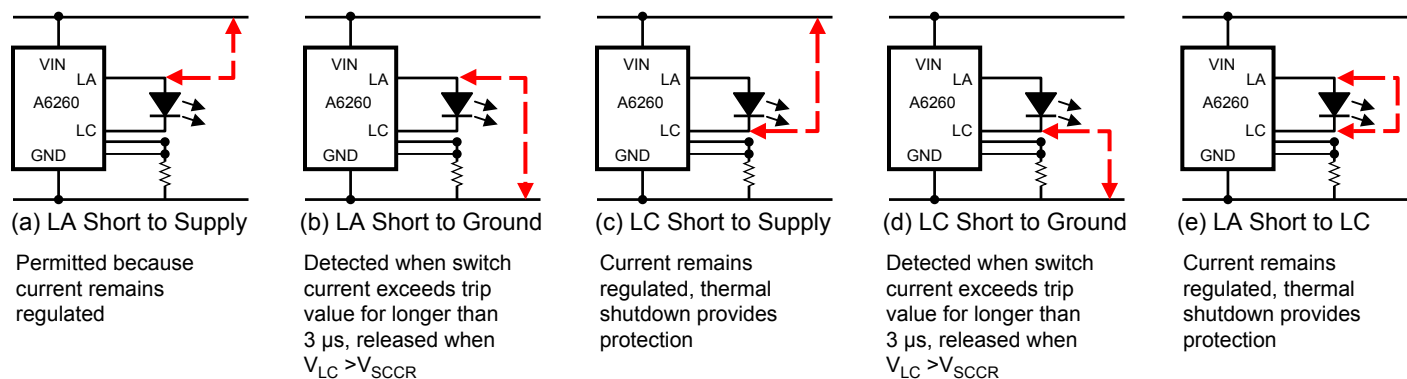 VIN
LA
A6260
LC
GND
(a) LA Short to Supply
Permitted because
current remains
regulated
VIN
LA
A6260
LC
GND
(b) LA Short to Ground
Detected when switch
current exceeds trip
value for longer than
3 µs, released when
V_LC >V_SCCR
VIN
LA
A6260
LC
GND
(c) LC Short to Supply
Current remains
regulated, thermal
shutdown provides
protection
VIN
LA
A6260
LC
GND
(d) LC Short to Ground
Detected when switch
current exceeds trip
value for longer than
3 µs, released when
V_LC >V_SCCR
VIN
LA
A6260
LC
GND
(e) LA Short to LC
Current remains
regulated, thermal
shutdown provides
protection